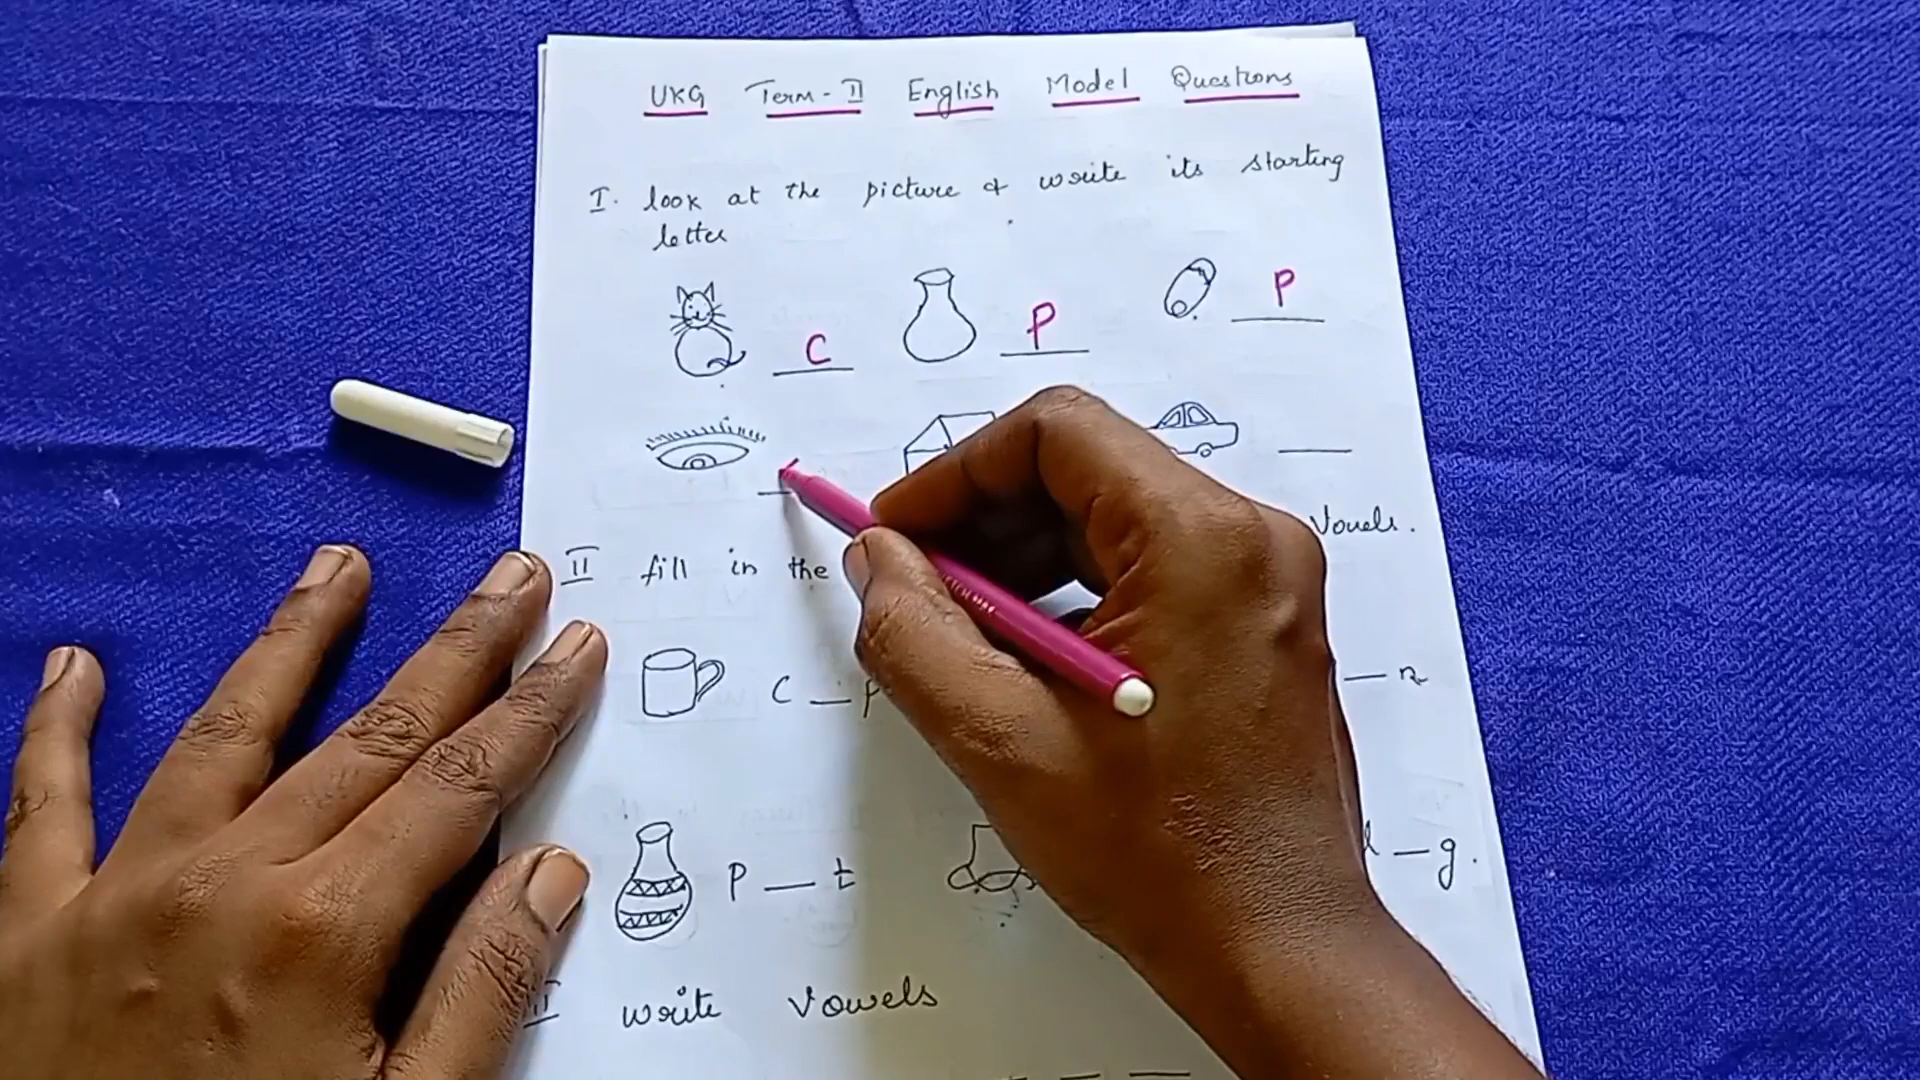 UKG Term - II English Model Questions
I. look at the picture & write its starting
letter
C P P
II fill in the Vowels.
C _ p _ n
P _ t _ g.
write Vowels